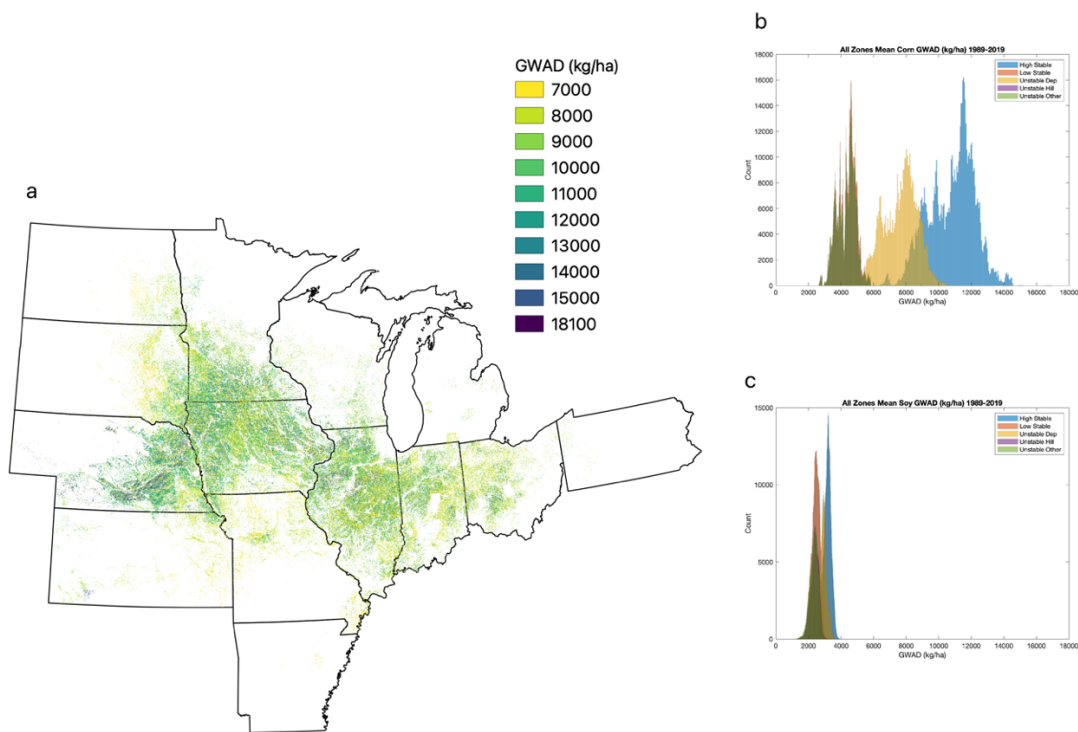 a
GWAD (kg/ha)
7000
8000
9000
10000
11000
12000
13000
14000
15000
18100
b
All Zones Mean Corn GWAD (kg/ha) 1989-2019
18000
16000
14000
12000
10000
8000
6000
4000
2000
0
Count
High Stable
Low Stable
Unstable Dep
Unstable Hill
Unstable Other
0 2000 4000 6000 8000 10000 12000 14000 16000 18000
GWAD (kg/ha)
c
All Zones Mean Soy GWAD (kg/ha) 1989-2019
15000
10000
5000
0
Count
High Stable
Low Stable
Unstable Dep
Unstable Hill
Unstable Other
0 2000 4000 6000 8000 10000 12000 14000 16000 18000
GWAD (kg/ha)